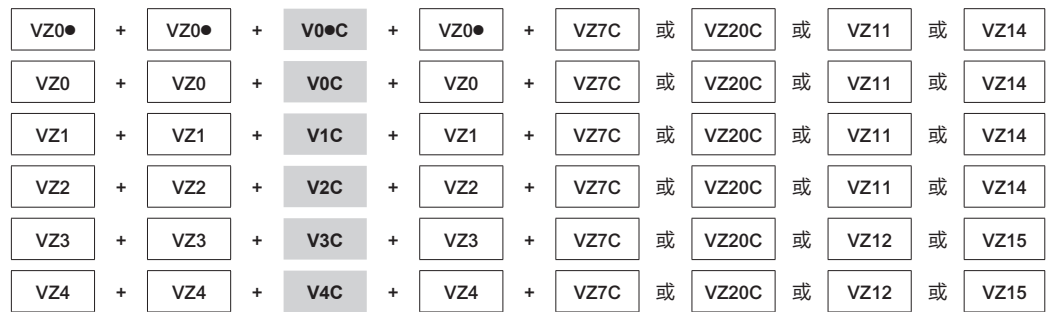 VZ0● + VZ0● + V0●C + VZ0● + VZ7C 或 VZ20C 或 VZ11 或 VZ14
VZ0 + VZ0 + V0C + VZ0 + VZ7C 或 VZ20C 或 VZ11 或 VZ14
VZ1 + VZ1 + V1C + VZ1 + VZ7C 或 VZ20C 或 VZ11 或 VZ14
VZ2 + VZ2 + V2C + VZ2 + VZ7C 或 VZ20C 或 VZ11 或 VZ14
VZ3 + VZ3 + V3C + VZ3 + VZ7C 或 VZ20C 或 VZ12 或 VZ15
VZ4 + VZ4 + V4C + VZ4 + VZ7C 或 VZ20C 或 VZ12 或 VZ15